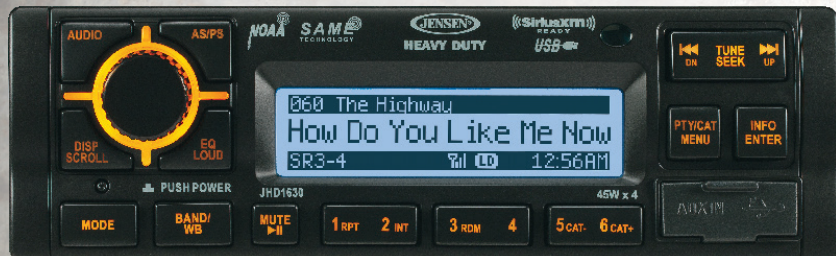 AUDIO
AS/PS
NOAA
SAME
TECHNOLOGY
JENSEN
HEAVY DUTY
((SiriusXM))
READY
USB
TUNE
SEEK
DN
UP
060 The Highway
How Do You Like Me Now
SR3-4
LD
12:56AM
PTY/CAT
MENU
INFO
ENTER
DISP
SCROLL
EQ
LOUD
PUSH POWER
JHD1630
45W x 4
MODE
BAND/
WB
MUTE
1 RPT 2 INT
3 RDM 4
5 CAT- 6 CAT+
AUX IN